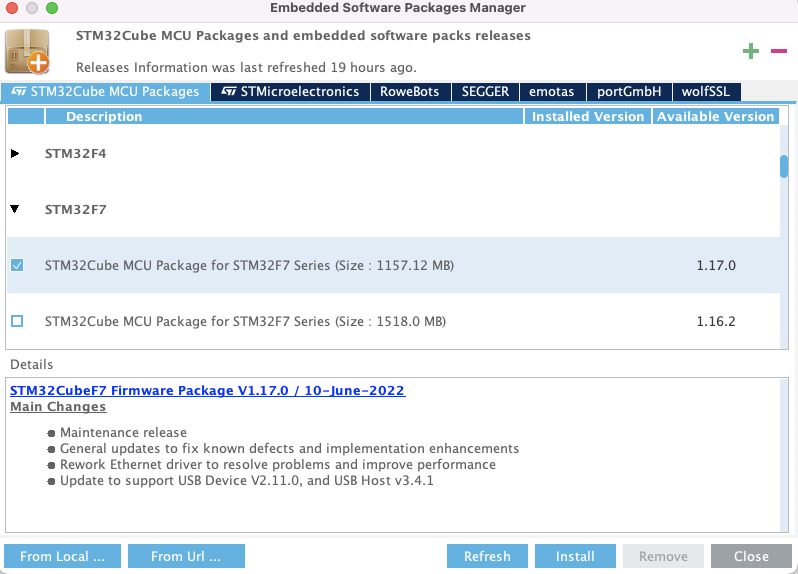 Embedded Software Packages Manager
STM32Cube MCU Packages and embedded software packs releases
Releases Information was last refreshed 19 hours ago.
STM32Cube MCU Packages STMicroelectronics RoweBots SEGGER emotas portGmbH wolfSSL
Description Installed Version Available Version
STM32F4
STM32F7
STM32Cube MCU Package for STM32F7 Series (Size : 1157.12 MB) 1.17.0
STM32Cube MCU Package for STM32F7 Series (Size : 1518.0 MB) 1.16.2
Details
STM32CubeF7 Firmware Package V1.17.0 / 10-June-2022
Main Changes
Maintenance release
General updates to fix known defects and implementation enhancements
Rework Ethernet driver to resolve problems and improve performance
Update to support USB Device V2.11.0, and USB Host v3.4.1
From Local ... From Url ... Refresh Install Remove Close